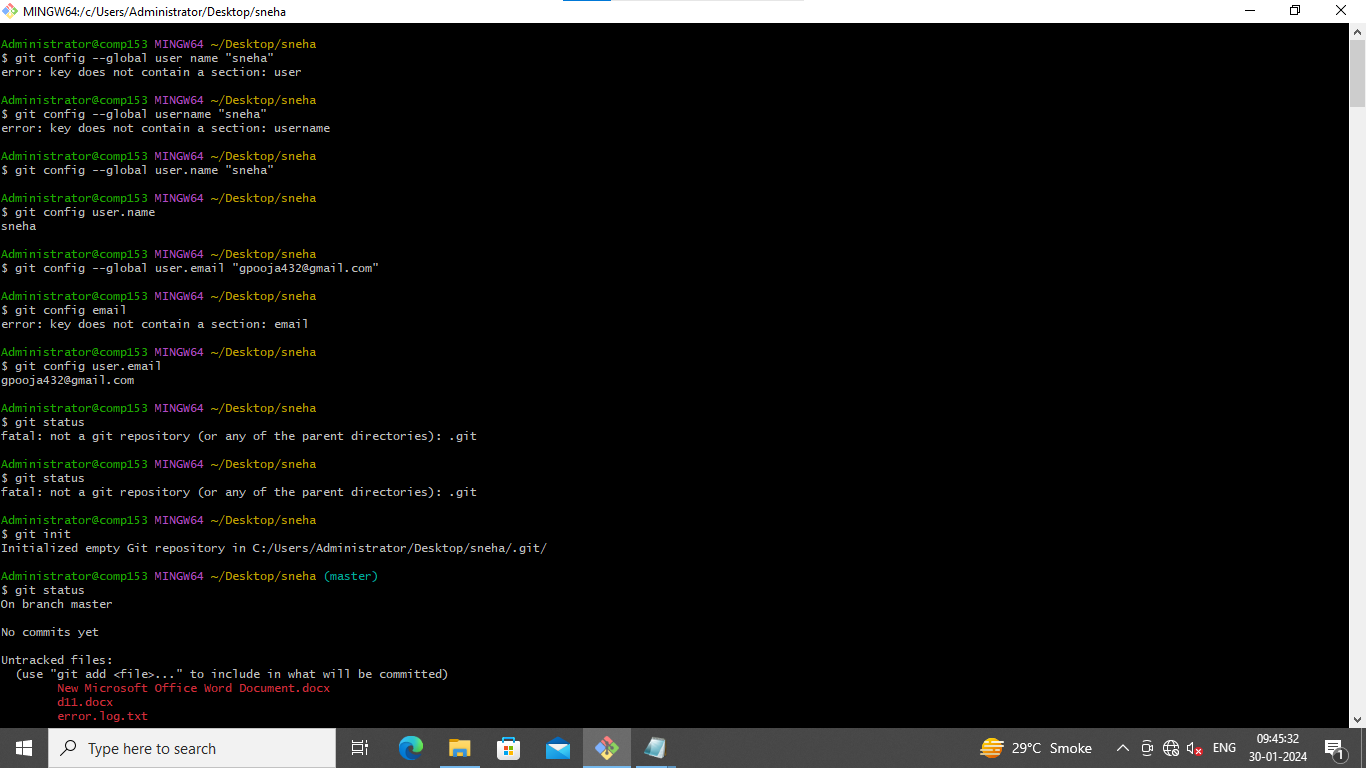 MINGW64:/c/Users/Administrator/Desktop/sneha
Administrator@comp153 MINGW64 ~/Desktop/sneha
$ git config --global user name "sneha"
error: key does not contain a section: user
Administrator@comp153 MINGW64 ~/Desktop/sneha
$ git config --global username "sneha"
error: key does not contain a section: username
Administrator@comp153 MINGW64 ~/Desktop/sneha
$ git config --global user.name "sneha"
Administrator@comp153 MINGW64 ~/Desktop/sneha
$ git config user.name
sneha
Administrator@comp153 MINGW64 ~/Desktop/sneha
$ git config --global user.email "gpooja432@gmail.com"
Administrator@comp153 MINGW64 ~/Desktop/sneha
$ git config email
error: key does not contain a section: email
Administrator@comp153 MINGW64 ~/Desktop/sneha
$ git config user.email
gpooja432@gmail.com
Administrator@comp153 MINGW64 ~/Desktop/sneha
$ git status
fatal: not a git repository (or any of the parent directories): .git
Administrator@comp153 MINGW64 ~/Desktop/sneha
$ git status
fatal: not a git repository (or any of the parent directories): .git
Administrator@comp153 MINGW64 ~/Desktop/sneha
$ git init
Initialized empty Git repository in C:/Users/Administrator/Desktop/sneha/.git/
Administrator@comp153 MINGW64 ~/Desktop/sneha (master)
$ git status
On branch master
No commits yet
Untracked files:
(use "git add <file>..." to include in what will be committed)
New Microsoft Office Word Document.docx
d11.docx
error.log.txt
Type here to search
29°C Smoke
ENG
09:45:32
30-01-2024
1